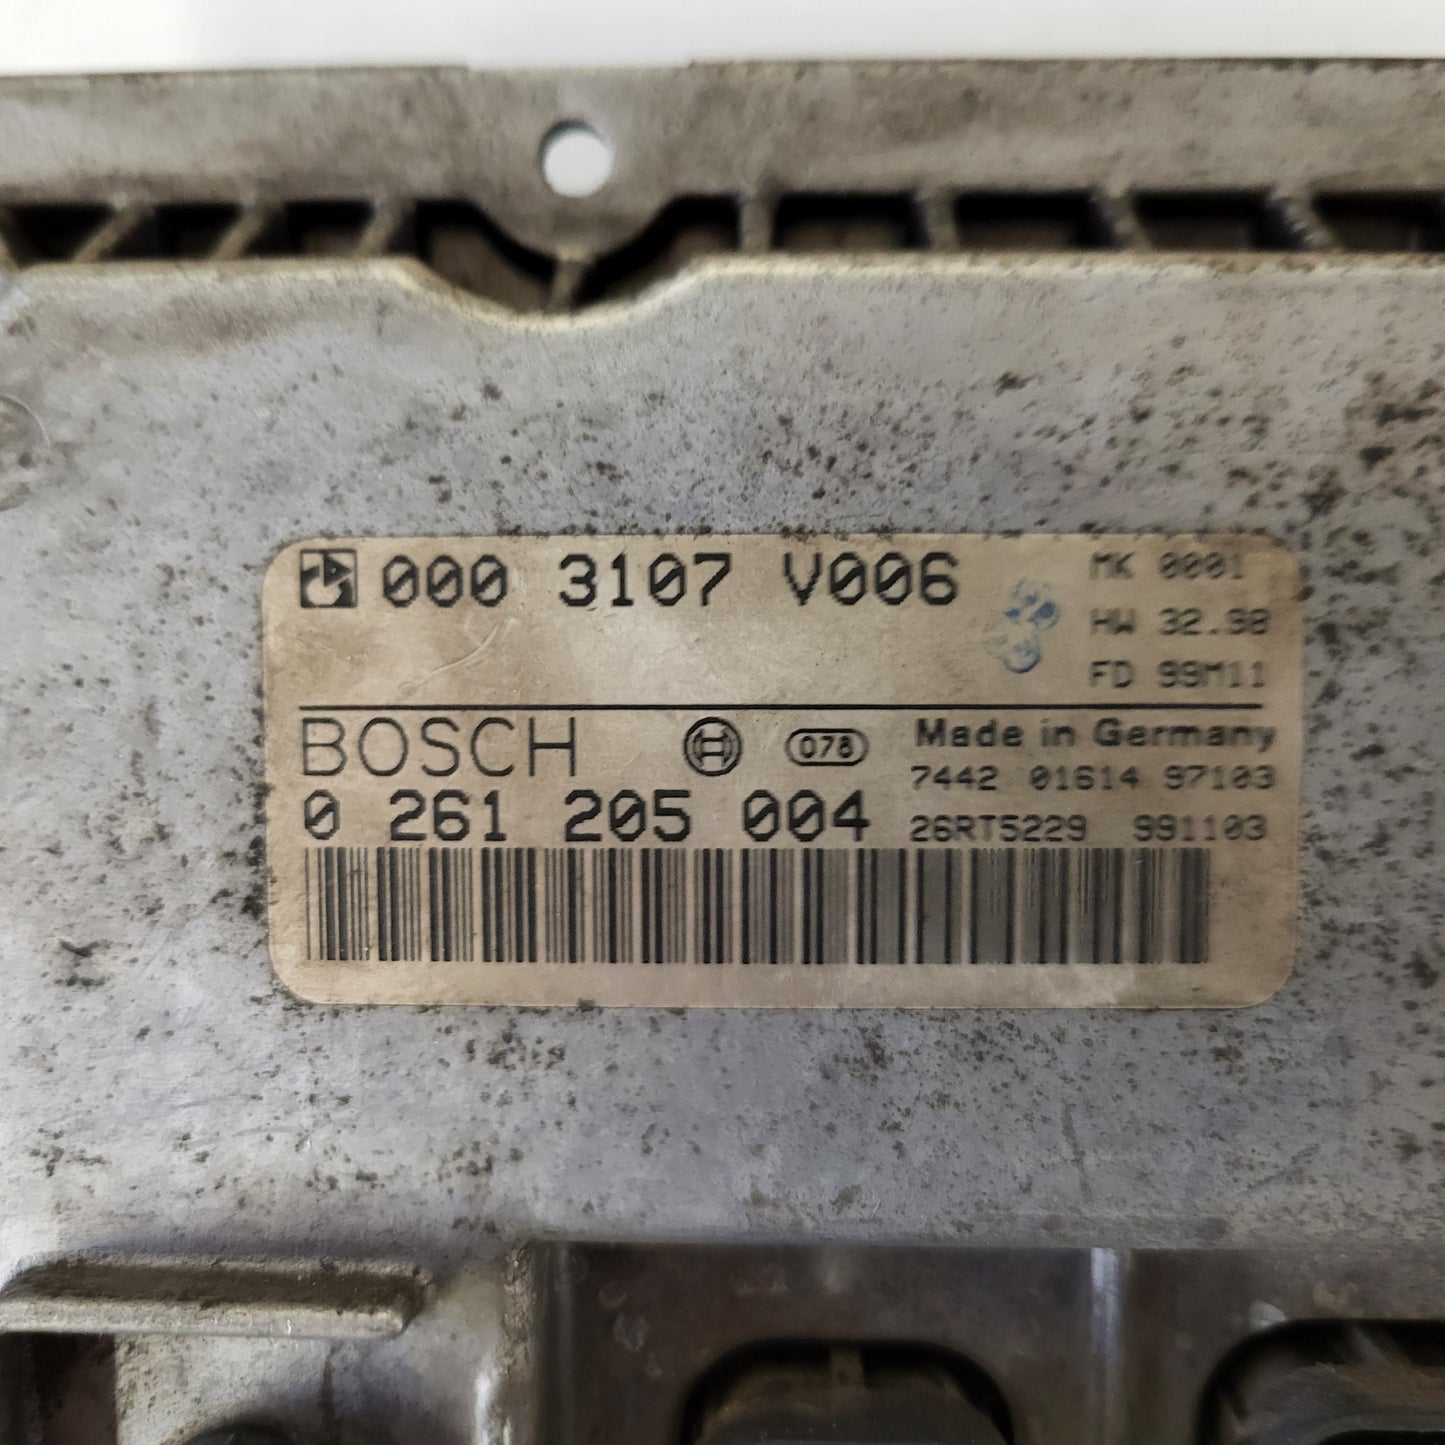 000 3107 V006
MK 0001
HW 32.98
FD 99M11
BOSCH 078 Made in Germany
7442 01614 97103
0 261 205 004 26RT5229 991103